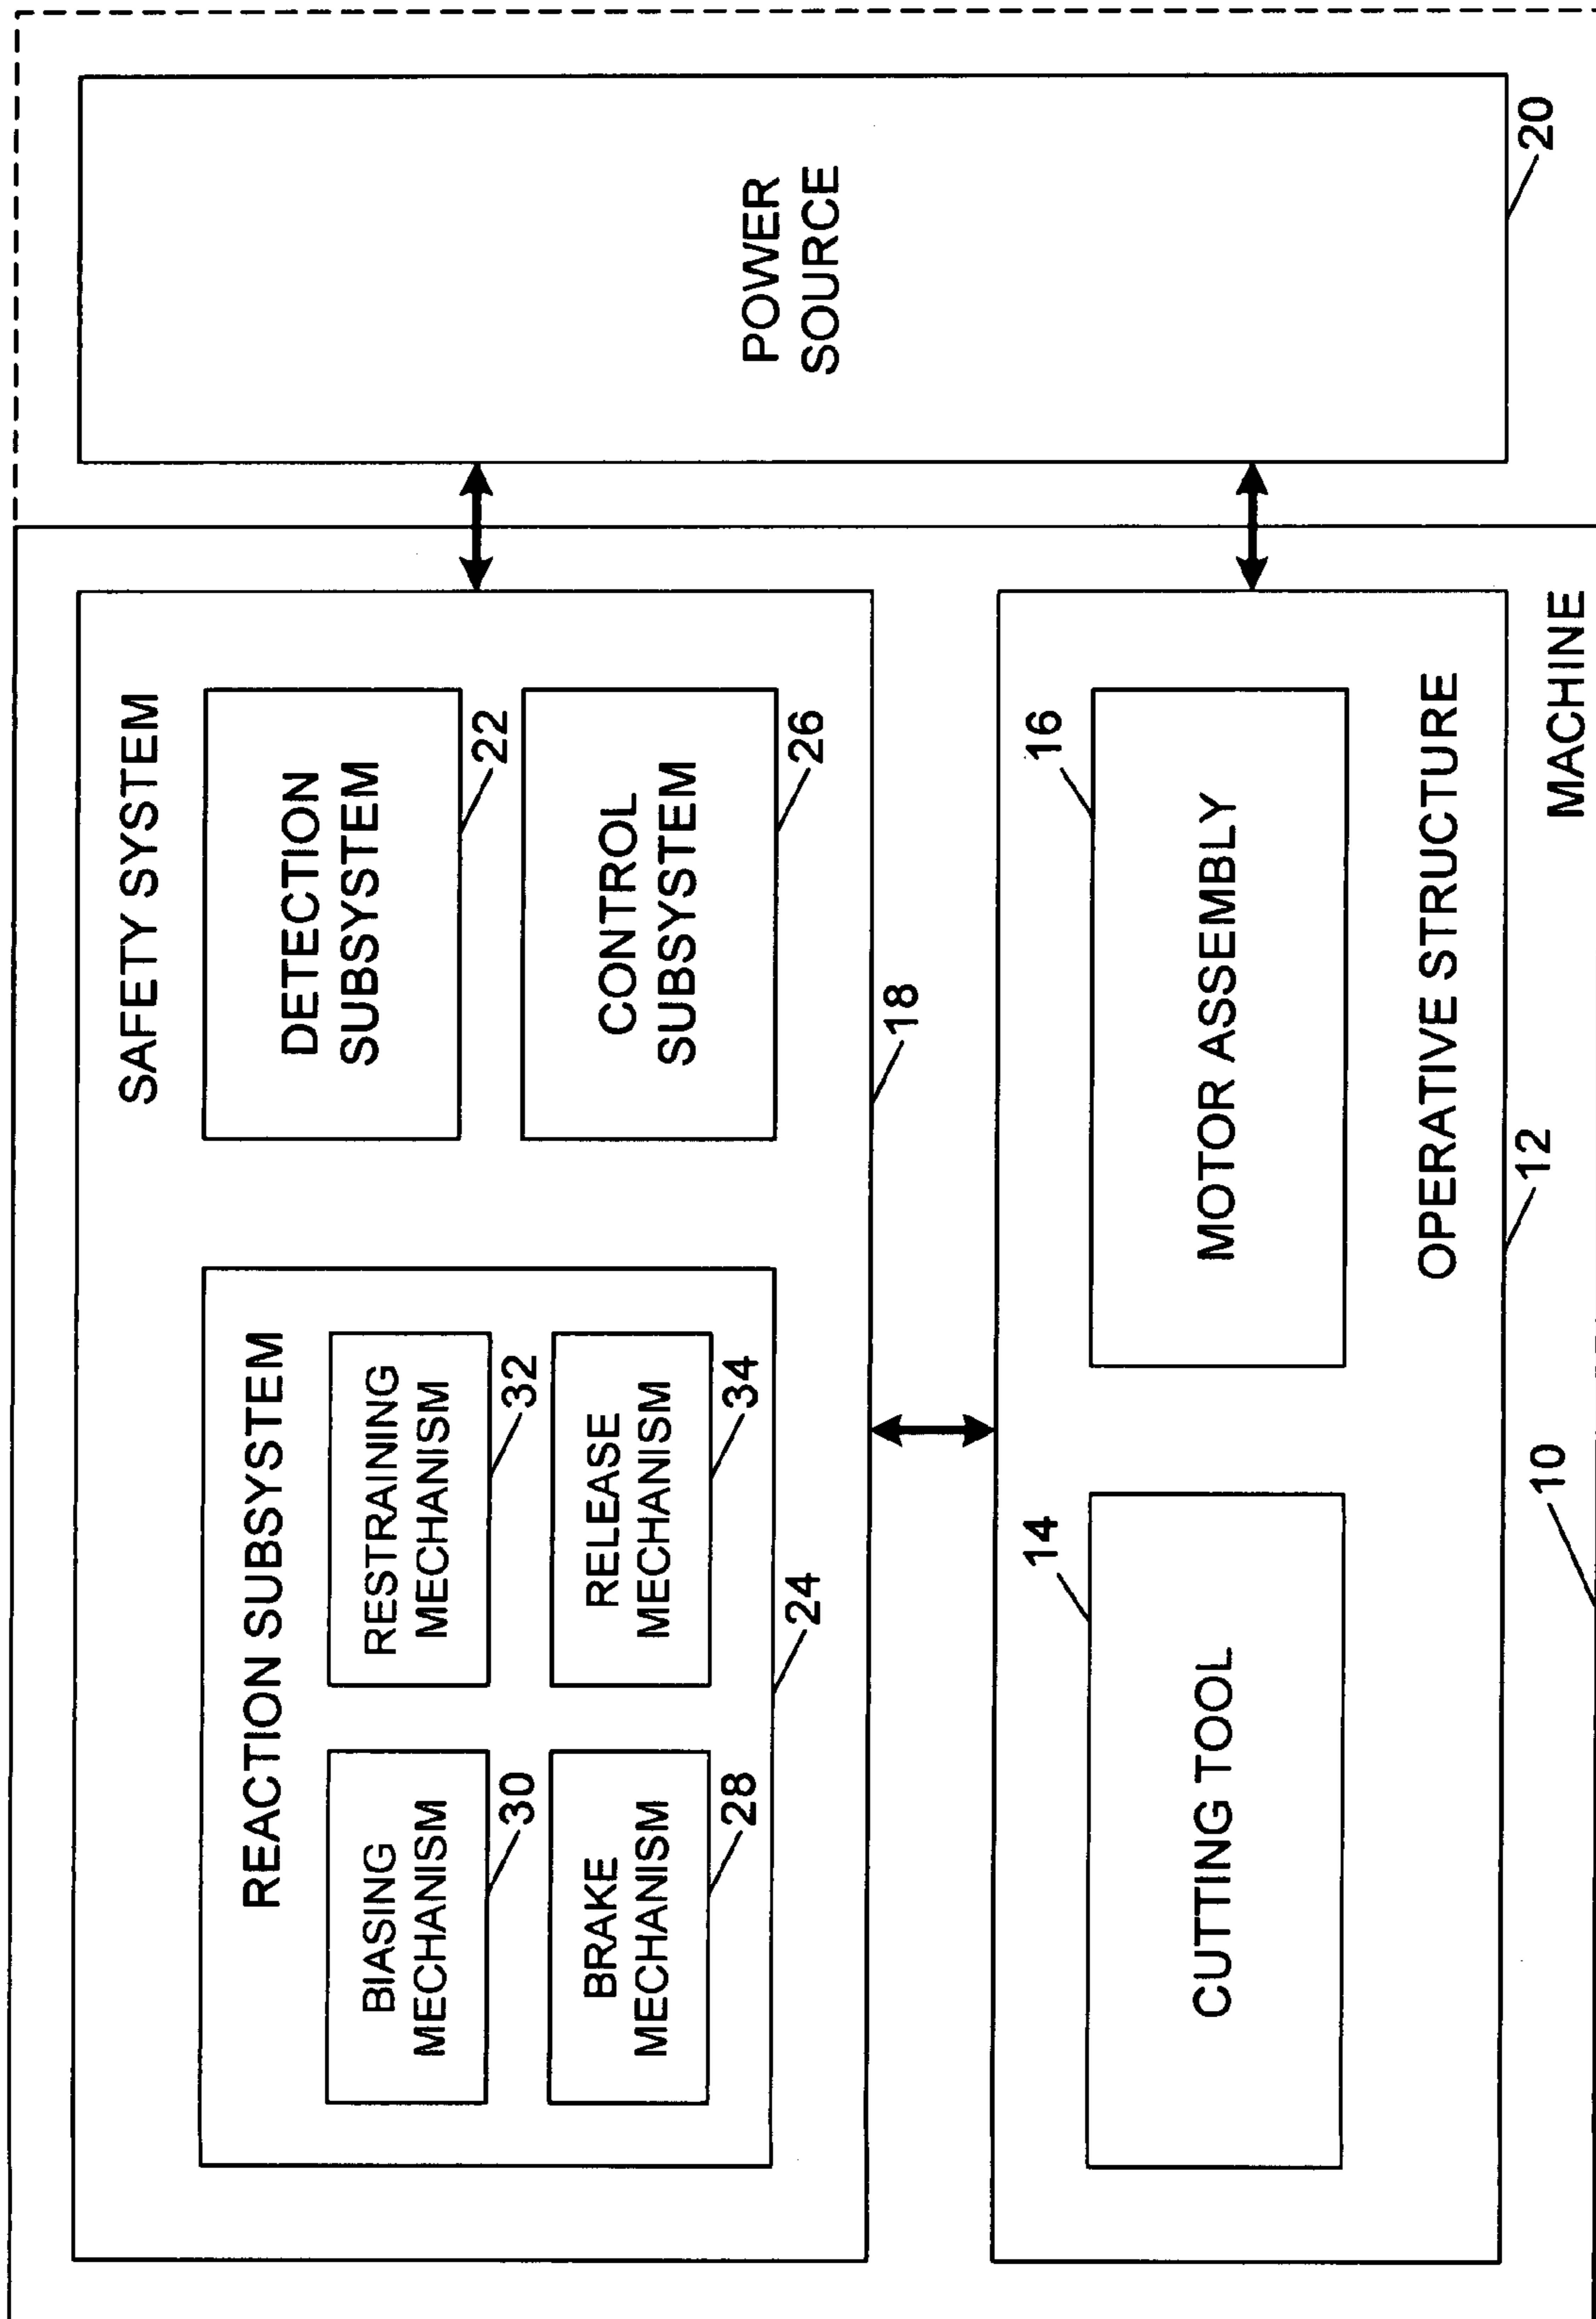 SAFETY SYSTEM
REACTION SUBSYSTEM
BIASING
MECHANISM
30
RESTRAINING
MECHANISM
32
BRAKE
MECHANISM
28
RELEASE
MECHANISM
34
24
DETECTION
SUBSYSTEM
22
CONTROL
SUBSYSTEM
26
18
14
CUTTING TOOL
16
MOTOR ASSEMBLY
OPERATIVE STRUCTURE
12
10
MACHINE
POWER
SOURCE
20